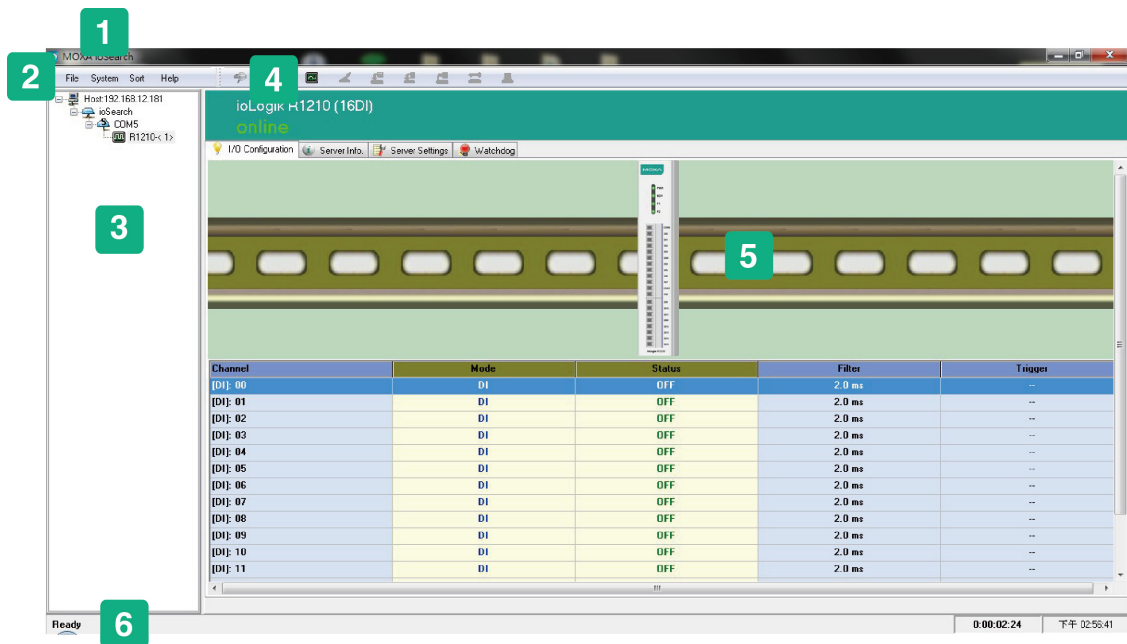 1
MOXA ioSearch
2
File System Sort Help
4
Host:192.168.12.181
ioSearch
COM5
R1210-< 1>
3
ioLogik R1210 (16DI)
online
I/O Configuration Server Info. Server Settings Watchdog
MOXA
5
Channel Mode Status Filter Trigger
[DI]: 00 DI OFF 2.0 ms --
[DI]: 01 DI OFF 2.0 ms --
[DI]: 02 DI OFF 2.0 ms --
[DI]: 03 DI OFF 2.0 ms --
[DI]: 04 DI OFF 2.0 ms --
[DI]: 05 DI OFF 2.0 ms --
[DI]: 06 DI OFF 2.0 ms --
[DI]: 07 DI OFF 2.0 ms --
[DI]: 08 DI OFF 2.0 ms --
[DI]: 09 DI OFF 2.0 ms --
[DI]: 10 DI OFF 2.0 ms --
[DI]: 11 DI OFF 2.0 ms --
Ready
6
0:00:02:24 下午 02:56:41